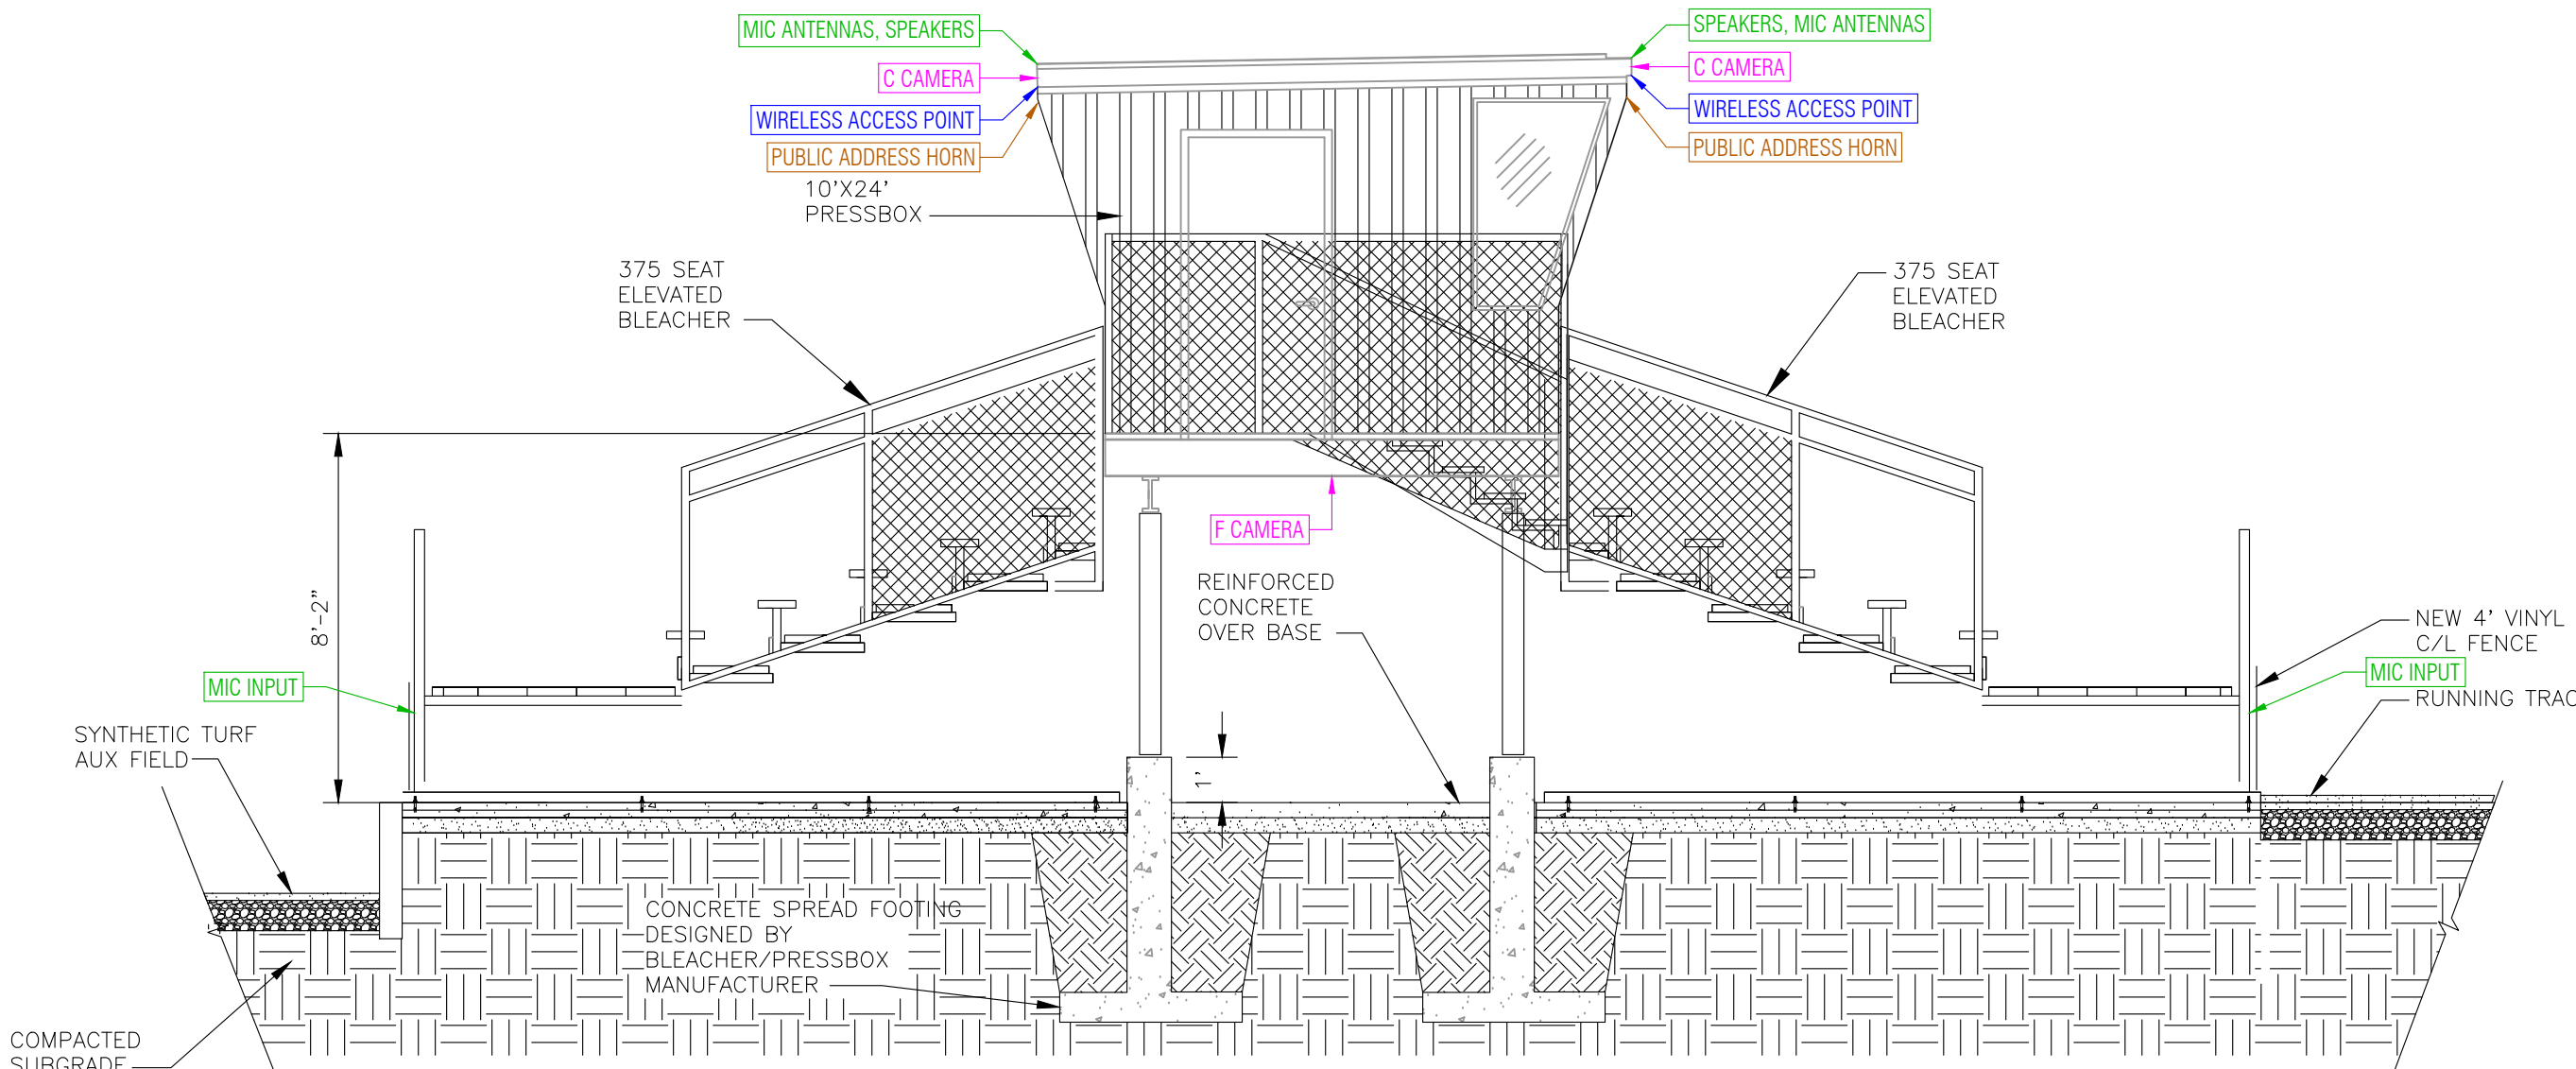 MIC ANTENNAS, SPEAKERS
C CAMERA
WIRELESS ACCESS POINT
PUBLIC ADDRESS HORN
10'X24'
PRESSBOX
SPEAKERS, MIC ANTENNAS
C CAMERA
WIRELESS ACCESS POINT
PUBLIC ADDRESS HORN
375 SEAT
ELEVATED
BLEACHER
375 SEAT
ELEVATED
BLEACHER
8'-2"
F CAMERA
REINFORCED
CONCRETE
OVER BASE
NEW 4' VINYL
C/L FENCE
MIC INPUT
MIC INPUT
RUNNING TRAC
SYNTHETIC TURF
AUX FIELD
1'
CONCRETE SPREAD FOOTING
DESIGNED BY
BLEACHER/PRESSBOX
MANUFACTURER
COMPACTED
SUBGRADE